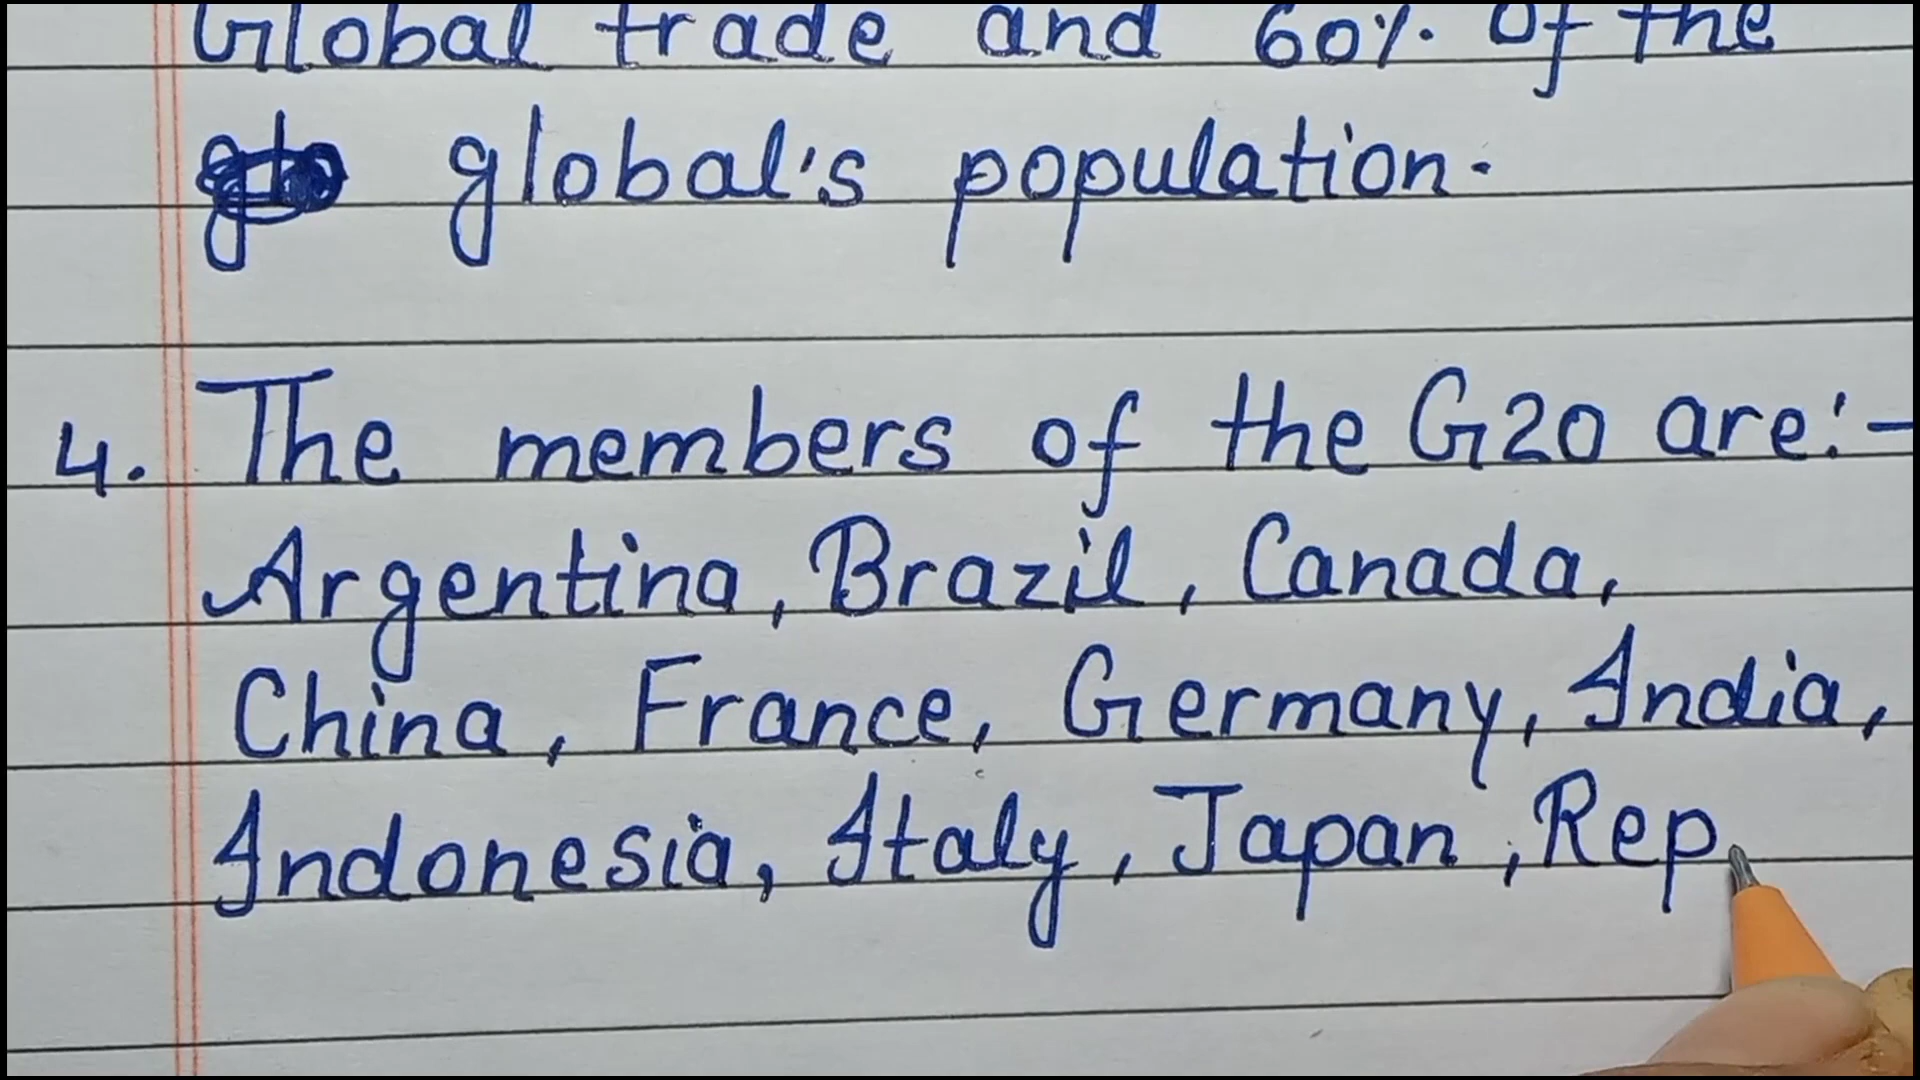 Global trade and 60% of the
global's population.
4. The members of the G20 are:-
Argentina, Brazil, Canada,
China, France, Germany, India,
Indonesia, Italy, Japan, Rep